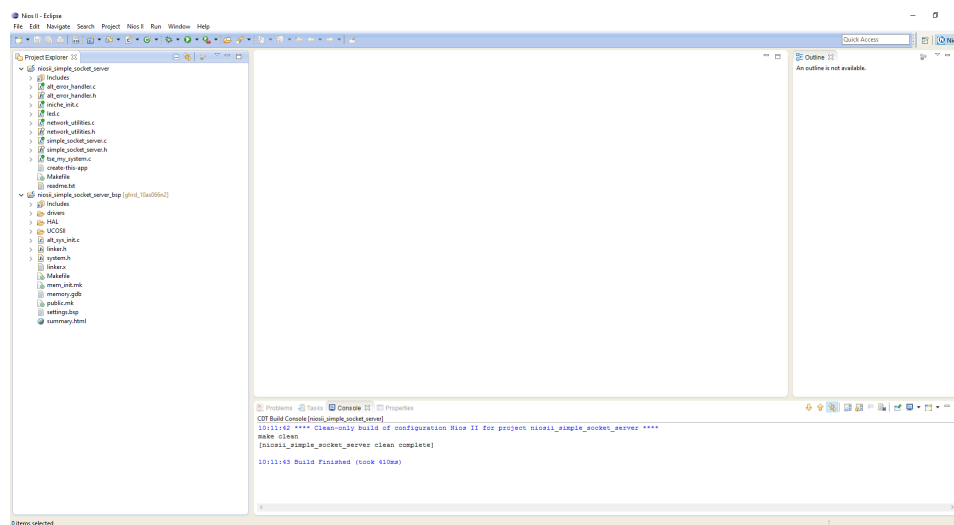 Nios II - Eclipse
File Edit Navigate Search Project Nios II Run Window Help
Quick Access
Project Explorer
niosii_simple_socket_server
Includes
alt_error_handler.c
alt_error_handler.h
iniche_init.c
led.c
network_utilities.c
network_utilities.h
simple_socket_server.c
simple_socket_server.h
tse_my_system.c
create-this-app
Makefile
readme.txt
niosii_simple_socket_server_bsp [ghrd_10as066n2]
Includes
drivers
HAL
UCOSII
alt_sys_init.c
linker.h
system.h
linker.x
Makefile
mem_init.mk
memory.gdb
public.mk
settings.bsp
summary.html
Outline
An outline is not available.
Problems Tasks Console Properties
CDT Build Console [niosii_simple_socket_server]
10:11:42 **** Clean-only build of configuration Nios II for project niosii_simple_socket_server ****
make clean
[niosii_simple_socket_server clean complete]
10:11:43 Build Finished (took 410ms)
0 items selected